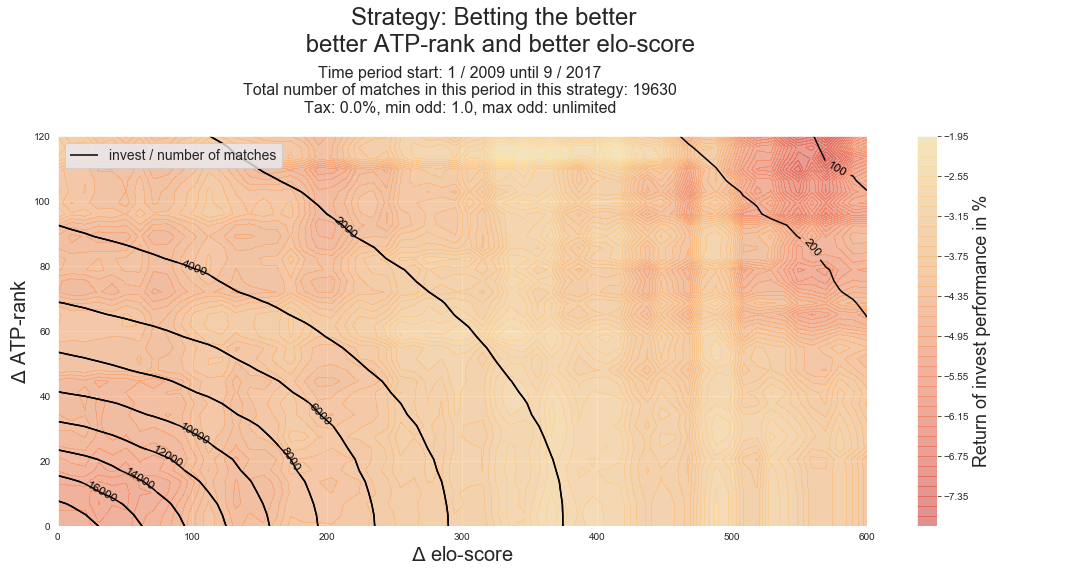 Strategy: Betting the better
better ATP-rank and better elo-score
Time period start: 1 / 2009 until 9 / 2017
Total number of matches in this period in this strategy: 19630
Tax: 0.0%, min odd: 1.0, max odd: unlimited
invest / number of matches
Δ ATP-rank
120
100
80
60
40
20
0
0 100 200 300 400 500 600
Δ elo-score
2000
4000
6000
8000
10000
12000
14000
16000
100
200
−1.95
−2.55
−3.15
−3.75
−4.35
−4.95
−5.55
−6.15
−6.75
−7.35
Return of invest performance in %